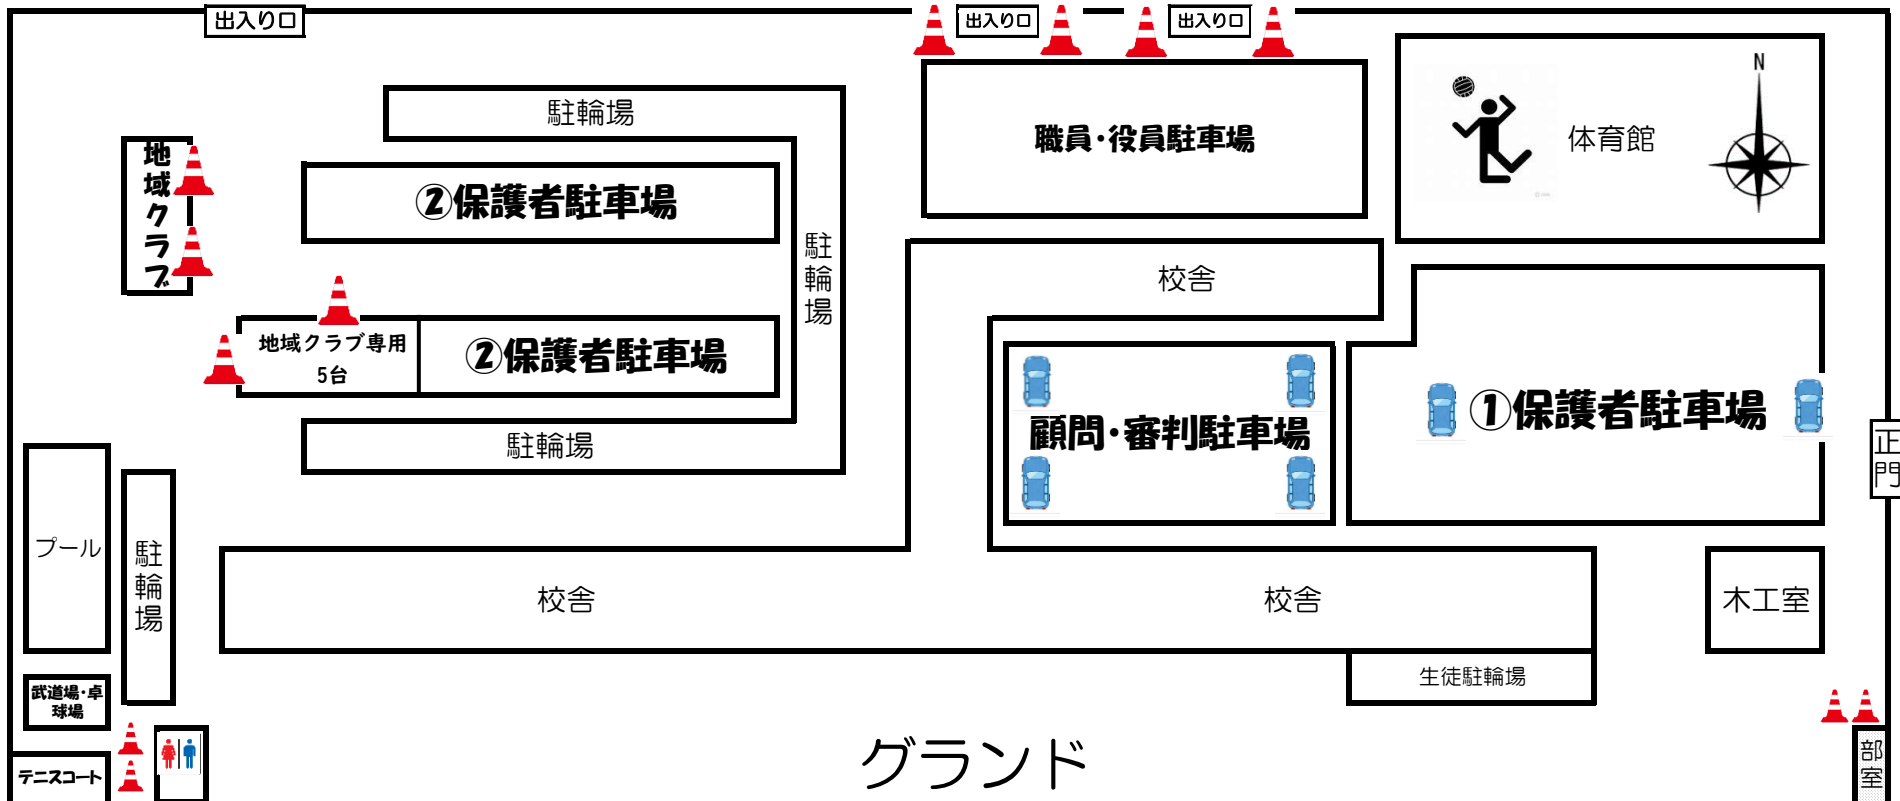 出入り口
出入り口
出入り口
N
駐輪場
職員・役員駐車場
体育館
地域クラブ
②保護者駐車場
駐輪場
校舎
地域クラブ専用
5台
②保護者駐車場
①保護者駐車場
顧問・審判駐車場
駐輪場
正門
プール
駐輪場
校舎
校舎
木工室
生徒駐輪場
武道場・卓
球場
グランド
テニスコート
部室